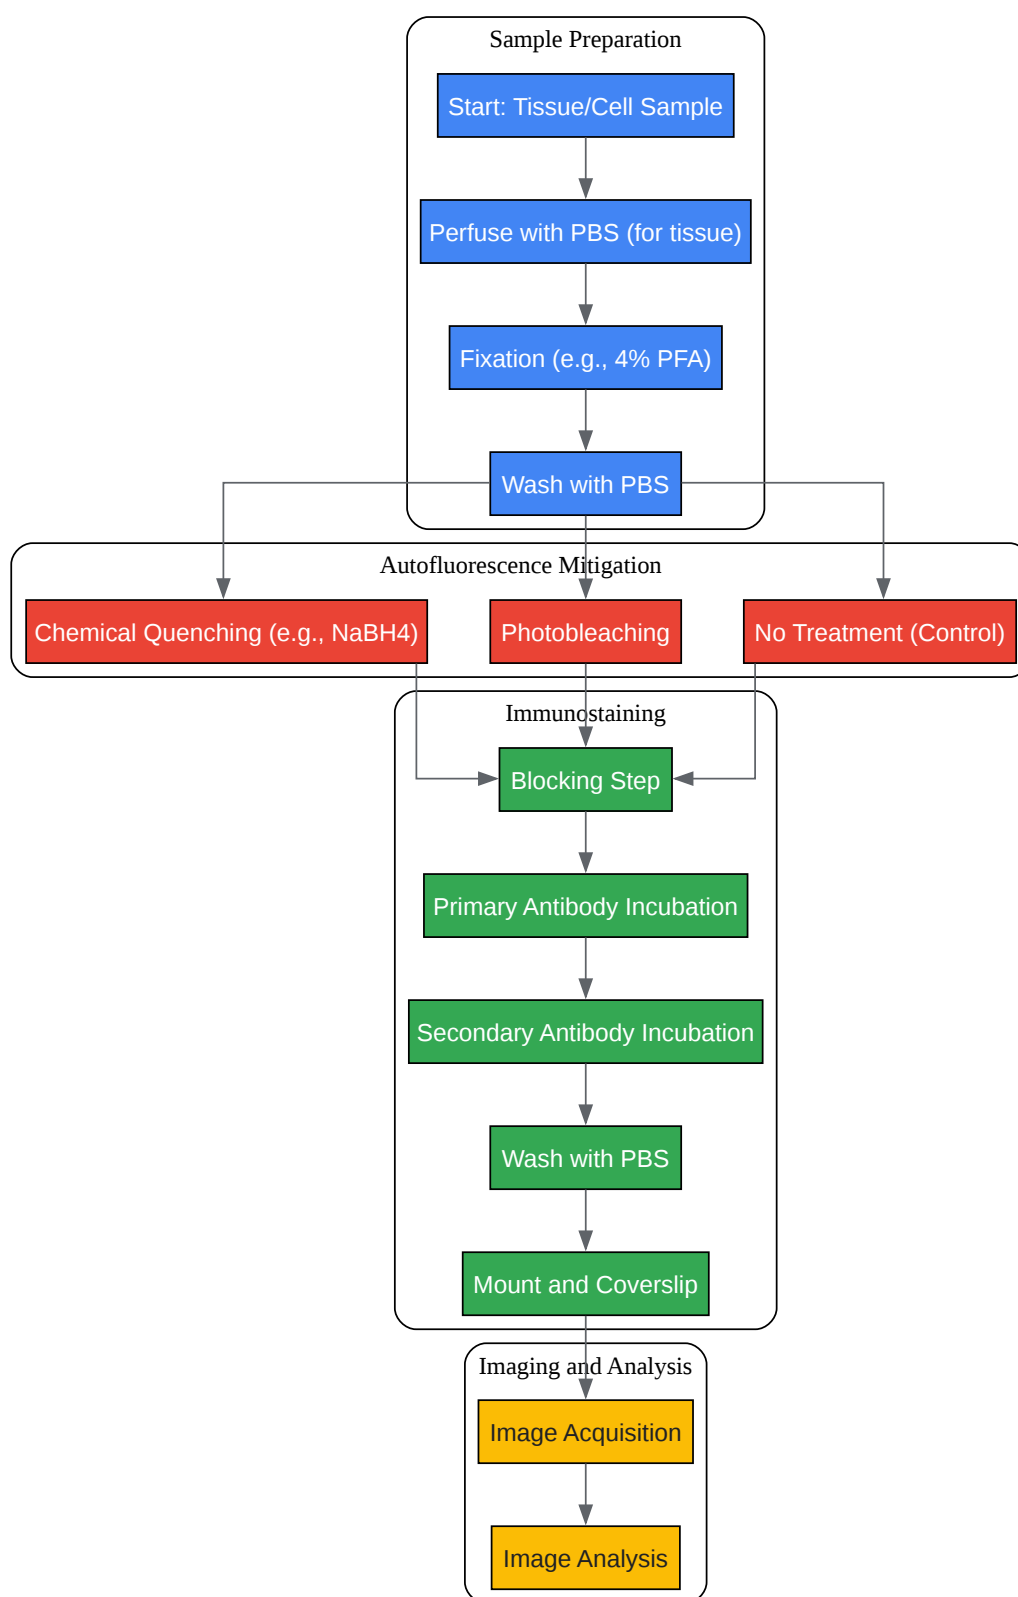 Sample Preparation
Start: Tissue/Cell Sample
Perfuse with PBS (for tissue)
Fixation (e.g., 4% PFA)
Wash with PBS
Autofluorescence Mitigation
Chemical Quenching (e.g., NaBH4)
Photobleaching
No Treatment (Control)
Immunostaining
Blocking Step
Primary Antibody Incubation
Secondary Antibody Incubation
Wash with PBS
Mount and Coverslip
Imaging and Analysis
Image Acquisition
Image Analysis